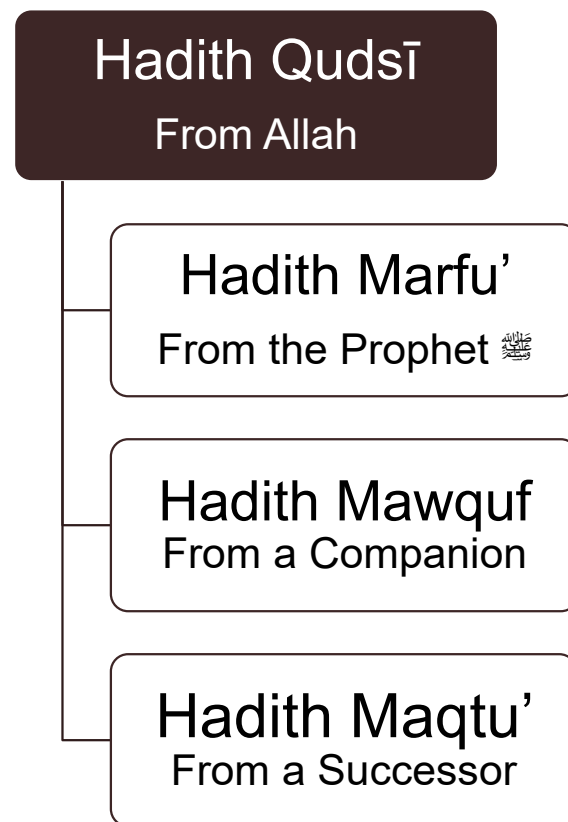 Hadith Qudsī
From Allah
Hadith Marfu’
From the Prophet ﷺ
Hadith Mawquf
From a Companion
Hadith Maqtu’
From a Successor